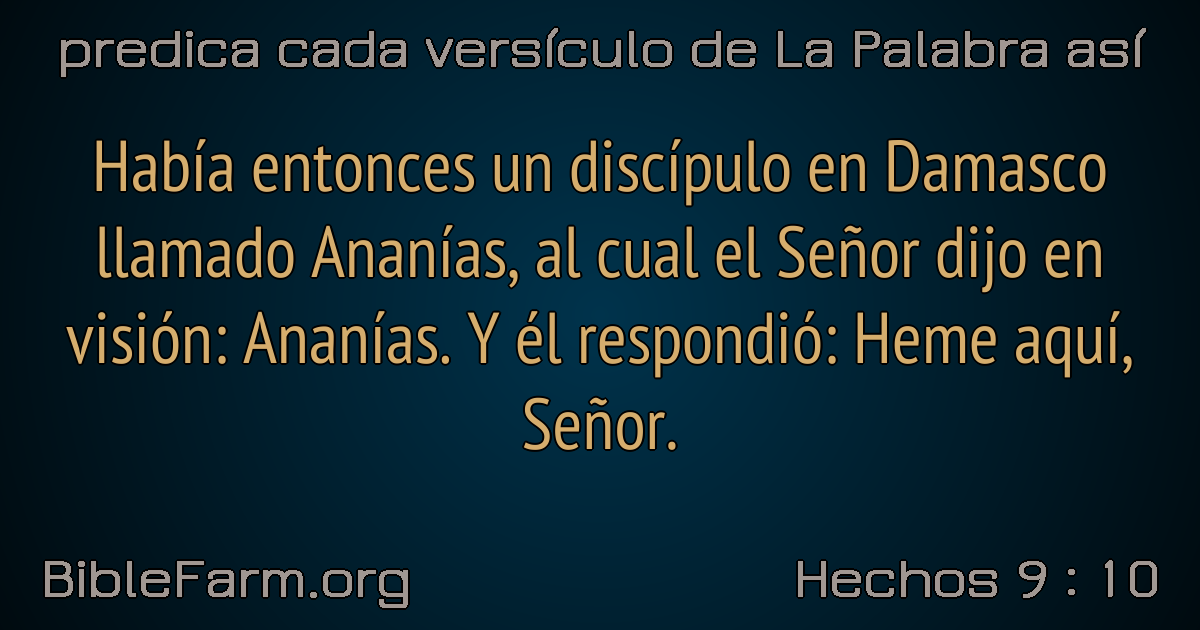 predica cada versículo de La Palabra así
Había entonces un discípulo en Damasco
llamado Ananías, al cual el Señor dijo en
visión: Ananías. Y él respondió: Heme aquí,
Señor.
BibleFarm.org
Hechos 9 : 10